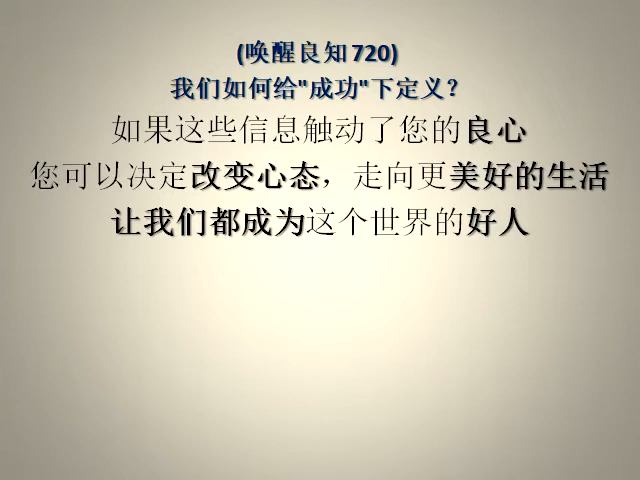 (唤醒良知 720)
我们如何给"成功"下定义？
如果这些信息触动了您的良心
您可以决定改变心态，走向更美好的生活
让我们都成为这个世界的好人